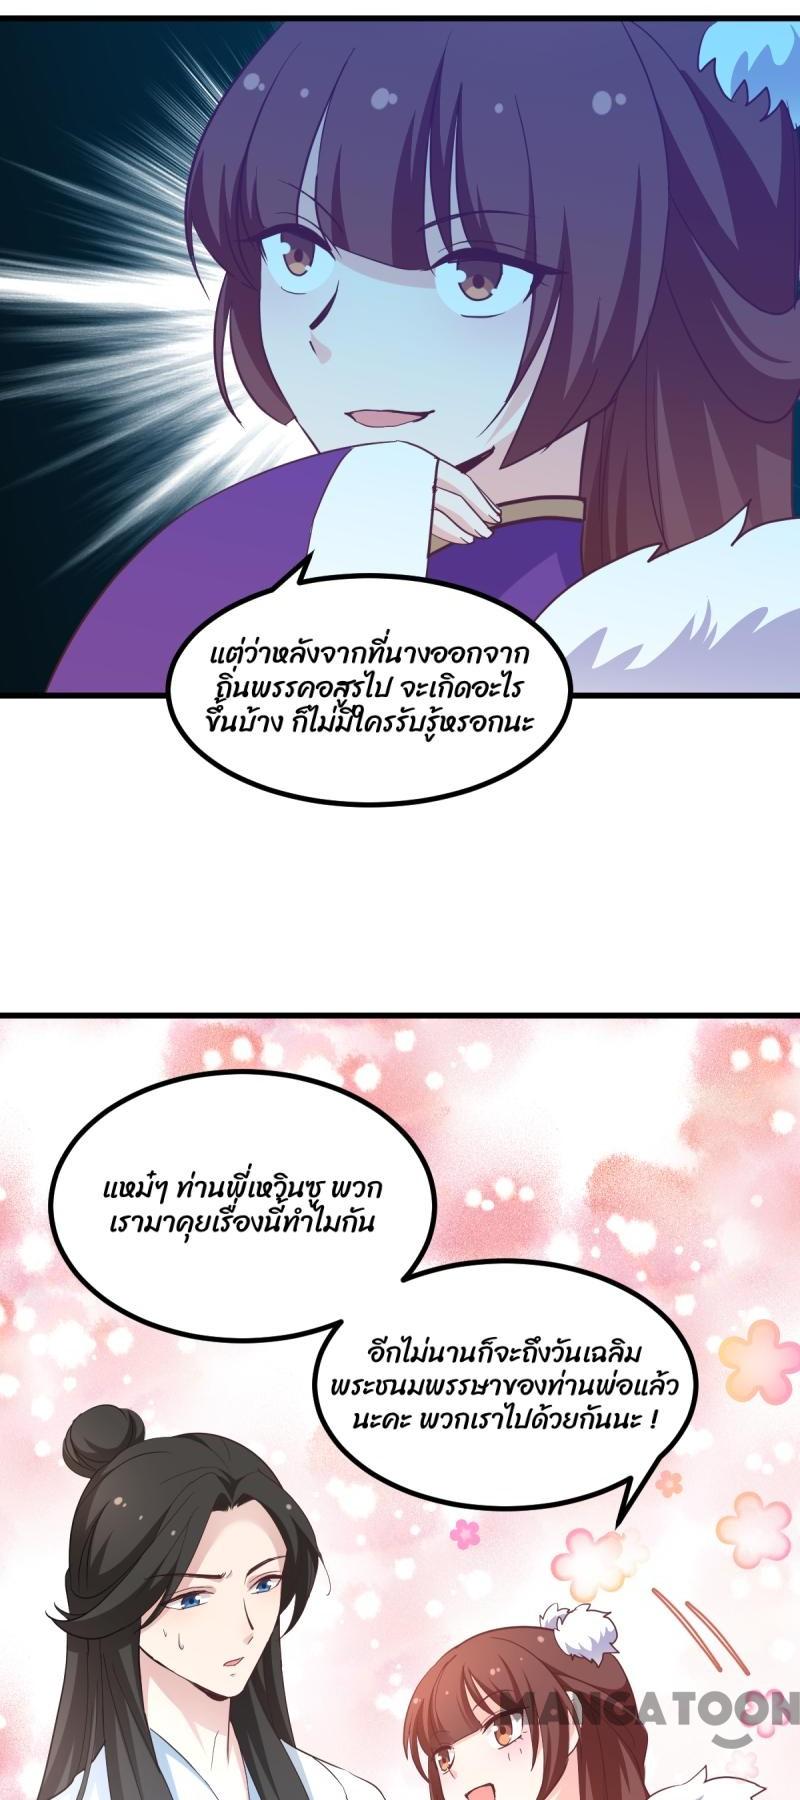 แต่ว่าหลังจากที่นางออกจาก
ถิ่นพรรคอสูรไป จะเกิดอะไร
ขึ้นบ้าง ก็ไม่มีใครรับรู้หรอกนะ
แหม๋ๆ ท่านพี่เหวินซู พวก
เรามาคุยเรื่องนี้ทำไมกัน
อีกไม่นานก็จะถึงวันเฉลิม
พระชนมพรรษาของท่านพ่อแล้ว
นะคะ พวกเราไปด้วยกันนะ !
MANGATOON